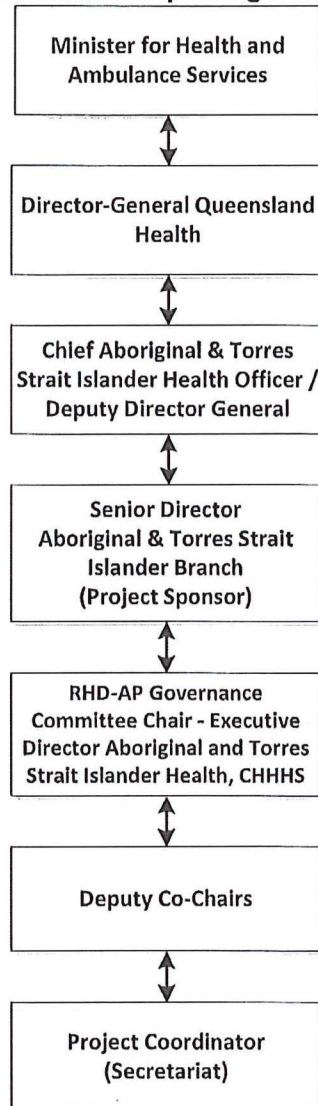 Minister for Health and
Ambulance Services
Director-General Queensland
Health
Chief Aboriginal & Torres
Strait Islander Health Officer /
Deputy Director General
Senior Director
Aboriginal & Torres Strait
Islander Branch
(Project Sponsor)
RHD-AP Governance
Committee Chair - Executive
Director Aboriginal and Torres
Strait Islander Health, CHHHS
Deputy Co-Chairs
Project Coordinator
(Secretariat)